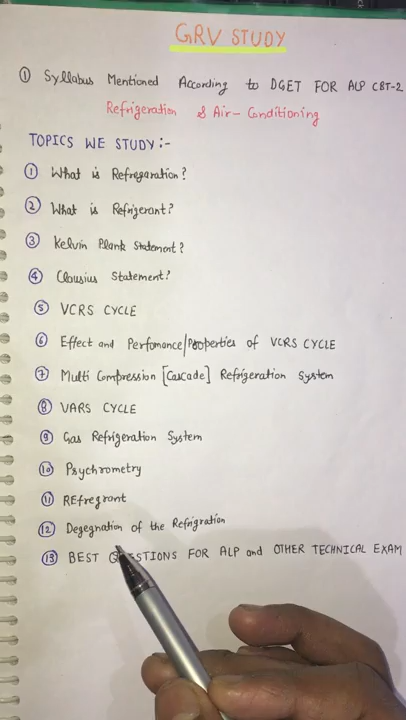 GRV STUDY
① Syllabus Mentioned According to DGET FOR ALP CBT-2
Refrigeration & Air-Conditioning
TOPICS WE STUDY:-
① What is Refregaration?
② What is Refrigerant?
③ Kelvin Plank Statement?
④ Clausius Statement?
⑤ VCRS CYCLE
⑥ Effect and Perfomance/Properties of VCRS CYCLE
⑦ Multi Compression [Cascade] Refrigeration System
⑧ VARS CYCLE
⑨ Gas Refrigeration System
⑩ Psychrometry
⑪ REfregrant
⑫ Degegnation of the Refrigration
⑬ BEST QUESTIONS FOR ALP and OTHER TECHNICAL EXAM